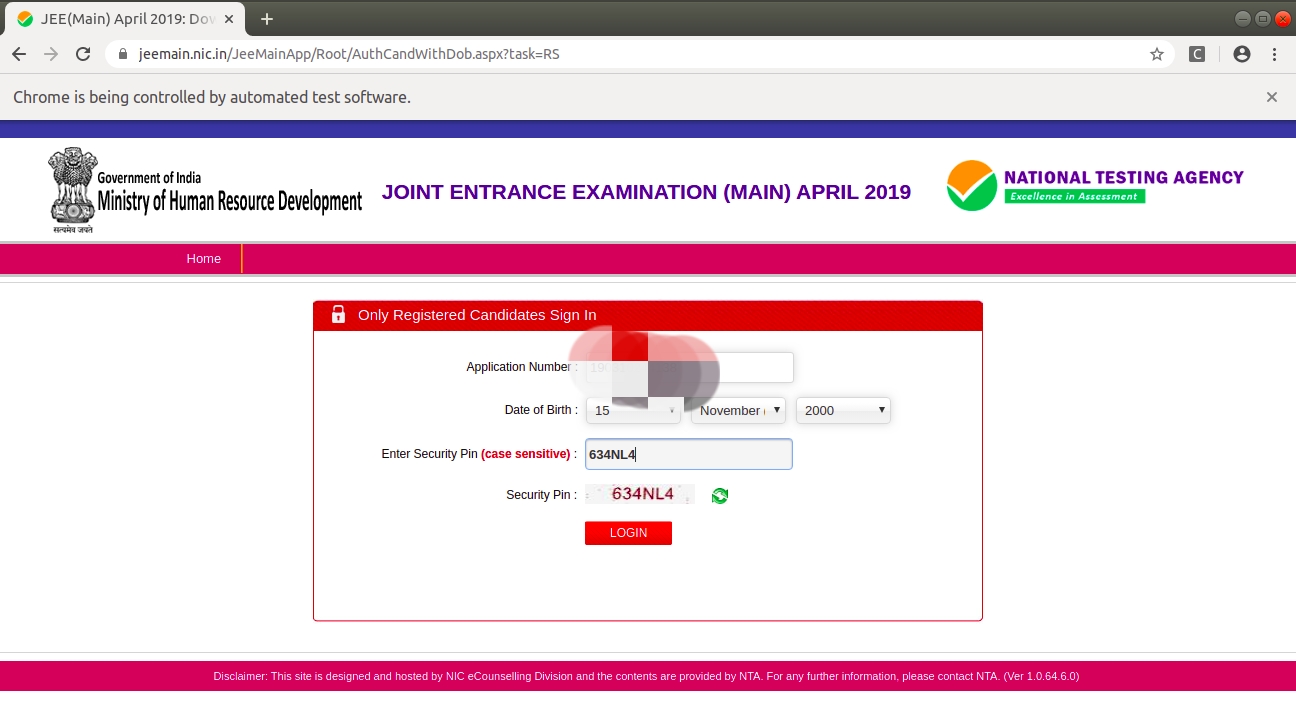 JEE(Main) April 2019: Dow
jeemain.nic.in/JeeMainApp/Root/AuthCandWithDob.aspx?task=RS
C
Chrome is being controlled by automated test software.
Government of India
Ministry of Human Resource Development
सत्यमेव जयते
JOINT ENTRANCE EXAMINATION (MAIN) APRIL 2019
NATIONAL TESTING AGENCY
Excellence in Assessment
Home
Only Registered Candidates Sign In
Application Number :
Date of Birth : 15 November 2000
Enter Security Pin (case sensitive) : 634NL4
Security Pin : 634NL4
LOGIN
Disclaimer: This site is designed and hosted by NIC eCounselling Division and the contents are provided by NTA. For any further information, please contact NTA. (Ver 1.0.64.6.0)